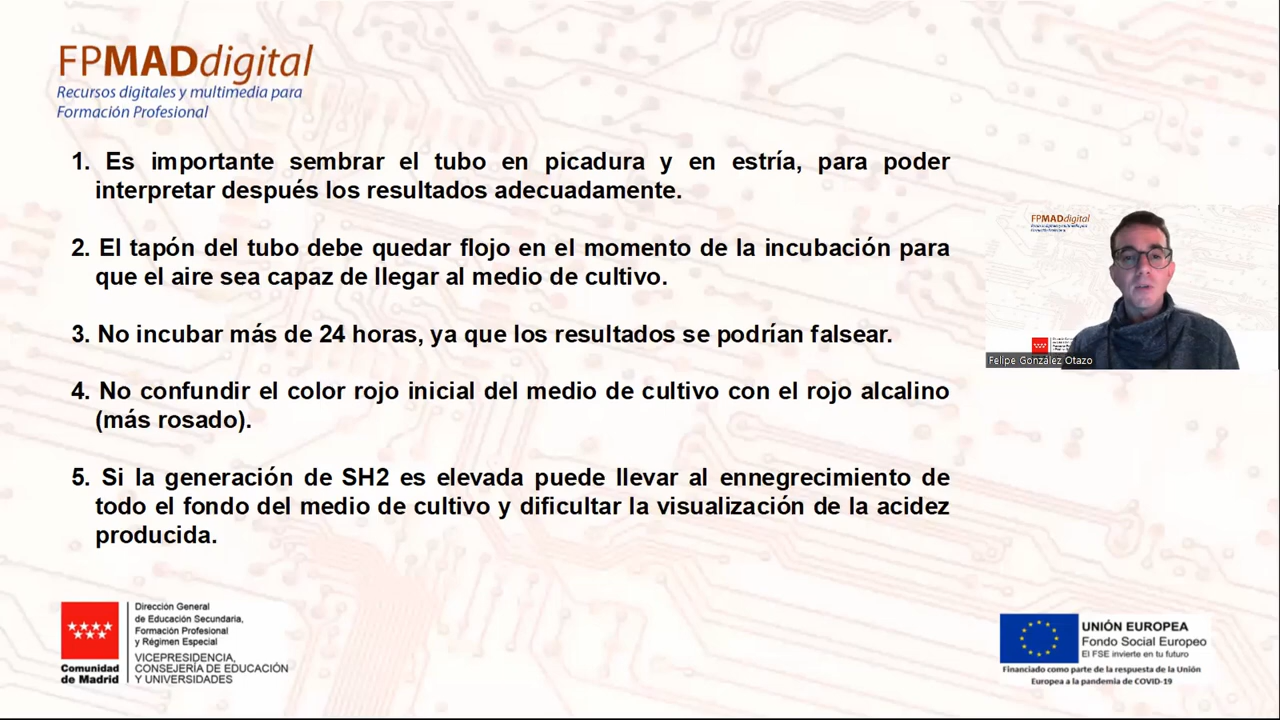 FPMADdigital
Recursos digitales y multimedia para
Formación Profesional
1. Es importante sembrar el tubo en picadura y en estría, para poder
interpretar después los resultados adecuadamente.
2. El tapón del tubo debe quedar flojo en el momento de la incubación para
que el aire sea capaz de llegar al medio de cultivo.
3. No incubar más de 24 horas, ya que los resultados se podrían falsear.
4. No confundir el color rojo inicial del medio de cultivo con el rojo alcalino
(más rosado).
5. Si la generación de SH2 es elevada puede llevar al ennegrecimiento de
todo el fondo del medio de cultivo y dificultar la visualización de la acidez
producida.
FPMADdigital
Felipe González Otazo
Dirección General
de Educación Secundaria,
Formación Profesional
y Régimen Especial
VICEPRESIDENCIA,
CONSEJERÍA DE EDUCACIÓN
Y UNIVERSIDADES
Comunidad
de Madrid
UNIÓN EUROPEA
Fondo Social Europeo
El FSE invierte en tu futuro
Financiado como parte de la respuesta de la Unión
Europea a la pandemia de COVID-19